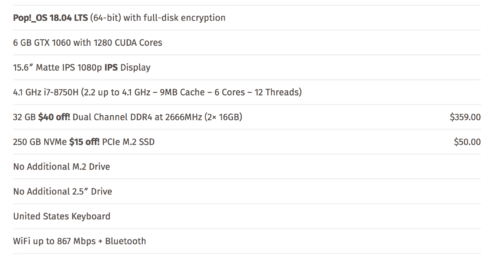 Pop!_OS 18.04 LTS (64-bit) with full-disk encryption
6 GB GTX 1060 with 1280 CUDA Cores
15.6″ Matte IPS 1080p IPS Display
4.1 GHz i7-8750H (2.2 up to 4.1 GHz – 9MB Cache – 6 Cores – 12 Threads)
32 GB $40 off! Dual Channel DDR4 at 2666MHz (2× 16GB) $359.00
250 GB NVMe $15 off! PCIe M.2 SSD $50.00
No Additional M.2 Drive
No Additional 2.5″ Drive
United States Keyboard
WiFi up to 867 Mbps + Bluetooth